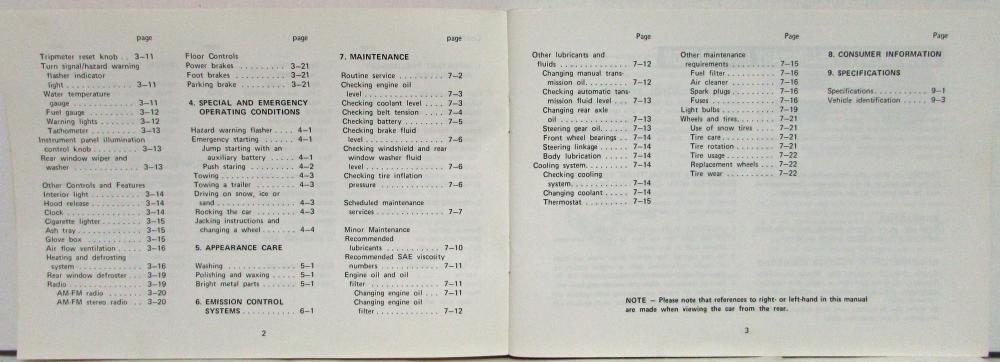 page
Tripmeter reset knob . . 3–11
Turn signal/hazard warning
flasher indicator
light . . . . . . . . . . . . . . 3–11
Water temperature
gauge . . . . . . . . . . . . . 3–11
Fuel gauge . . . . . . . . . . 3–12
Warning lights . . . . . . . 3–12
Tachometer . . . . . . . . . 3–13
Instrument panel illumination
control knob . . . . . . . . . 3–13
Rear window wiper and
washer . . . . . . . . . . . . . 3–13
Other Controls and Features
Interior light . . . . . . . . . . 3–14
Hood release . . . . . . . . . . 3–14
Clock . . . . . . . . . . . . . . . 3–14
Cigarette lighter . . . . . . . . 3–15
Ash tray . . . . . . . . . . . . . 3–15
Glove box . . . . . . . . . . . 3–15
Air flow ventilation . . . . . 3–16
Heating and defrosting
system . . . . . . . . . . . . . 3–16
Rear window defroster . . . 3–19
Radio . . . . . . . . . . . . . . 3–19
AM-FM radio . . . . . . . 3–20
AM-FM stereo radio . . . 3–20
page
Floor Controls
Power brakes . . . . . . . . . . 3–21
Foot brakes . . . . . . . . . . . 3–21
Parking brake . . . . . . . . . . 3–21
4. SPECIAL AND EMERGENCY
OPERATING CONDITIONS
Hazard warning flasher . . . . 4–1
Emergency starting . . . . . . 4–1
Jump starting with an
auxiliary battery . . . . . 4–1
Push staring . . . . . . . . . 4–2
Towing . . . . . . . . . . . . . . 4–3
Towing a trailer . . . . . . . . 4–3
Driving on snow, ice or
sand . . . . . . . . . . . . . . 4–3
Rocking the car . . . . . . . . 4–3
Jacking instructions and
changing a wheel . . . . . . . 4–4
5. APPEARANCE CARE
Washing . . . . . . . . . . . . . 5–1
Polishing and waxing . . . . . 5–1
Bright metal parts . . . . . . . 5–1
6. EMISSION CONTROL
SYSTEMS . . . . . . . . . . . 6–1
page
7. MAINTENANCE
Routine service . . . . . . . . . 7–2
Checking engine oil
level . . . . . . . . . . . . . . . 7–3
Checking coolant level . . . . 7–3
Checking belt tension . . . . 7–4
Checking battery . . . . . . . 7–5
Checking brake fluid
level . . . . . . . . . . . . . . . 7–6
Checking windshield and rear
window washer fluid
level . . . . . . . . . . . . . . 7–6
Checking tire inflation
pressure . . . . . . . . . . . . 7–6
Scheduled maintenance
services . . . . . . . . . . . . . 7–7
Minor Maintenance
Recommended
lubricants . . . . . . . . . . . 7–10
Recommended SAE viscosity
numbers . . . . . . . . . . . . 7–11
Engine oil and oil
filter . . . . . . . . . . . . . . 7–11
Changing engine oil . . . . 7–11
Changing engine oil
filter . . . . . . . . . . . . . 7–12
2
Page
Other lubricants and
fluids . . . . . . . . . . . . . . 7–12
Changing manual trans-
mission oil . . . . . . . . . 7–12
Checking automatic tans-
mission fluid level . . . . 7–13
Changing rear axle
oil . . . . . . . . . . . . . . 7–13
Steering gear oil . . . . . . . 7–13
Front wheel bearings . . . . 7–14
Steering linkage . . . . . . . 7–14
Body lubrication . . . . . . 7–14
Cooling system . . . . . . . . . 7–14
Checking cooling
system . . . . . . . . . . . . 7–14
Changing coolant . . . . . . 7–14
Thermostat . . . . . . . . . . 7–15
Page
Other maintenance
requirements . . . . . . . . . 7–15
Fuel filter . . . . . . . . . . . 7–16
Air cleaner . . . . . . . . . . 7–16
Spark plugs . . . . . . . . . . 7–16
Fuses . . . . . . . . . . . . . . 7–16
Light bulbs . . . . . . . . . . . . 7–19
Wheels and tires . . . . . . . . . 7–21
Use of snow tires . . . . . . 7–21
Tire care . . . . . . . . . . . . 7–21
Tire rotation . . . . . . . . . 7–21
Tire usage . . . . . . . . . . . 7–22
Replacement wheels . . . . 7–22
Tire wear . . . . . . . . . . . 7–22
Page
8. CONSUMER INFORMATION
9. SPECIFICATIONS
Specifications . . . . . . . . . . . 9–1
Vehicle identification . . . . . . 9–3
NOTE – Please note that references to right- or left-hand in this manual
are made when viewing the car from the rear.
3